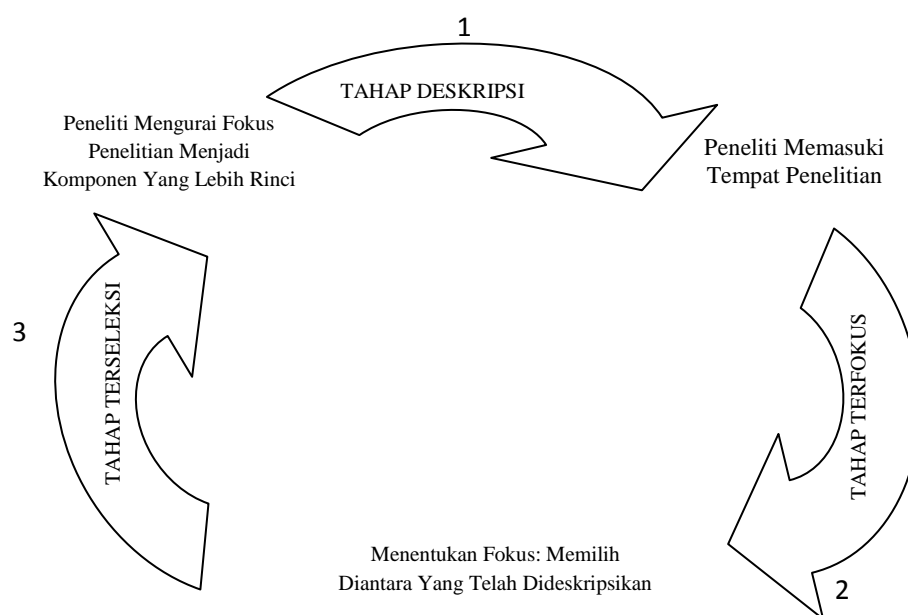 1
TAHAP DESKRIPSI
Peneliti Mengurai Fokus
Penelitian Menjadi
Komponen Yang Lebih Rinci
Peneliti Memasuki
Tempat Penelitian
3
TAHAP TERSELEKSI
TAHAP TERFOKUS
Menentukan Fokus: Memilih
Diantara Yang Telah Dideskripsikan
2